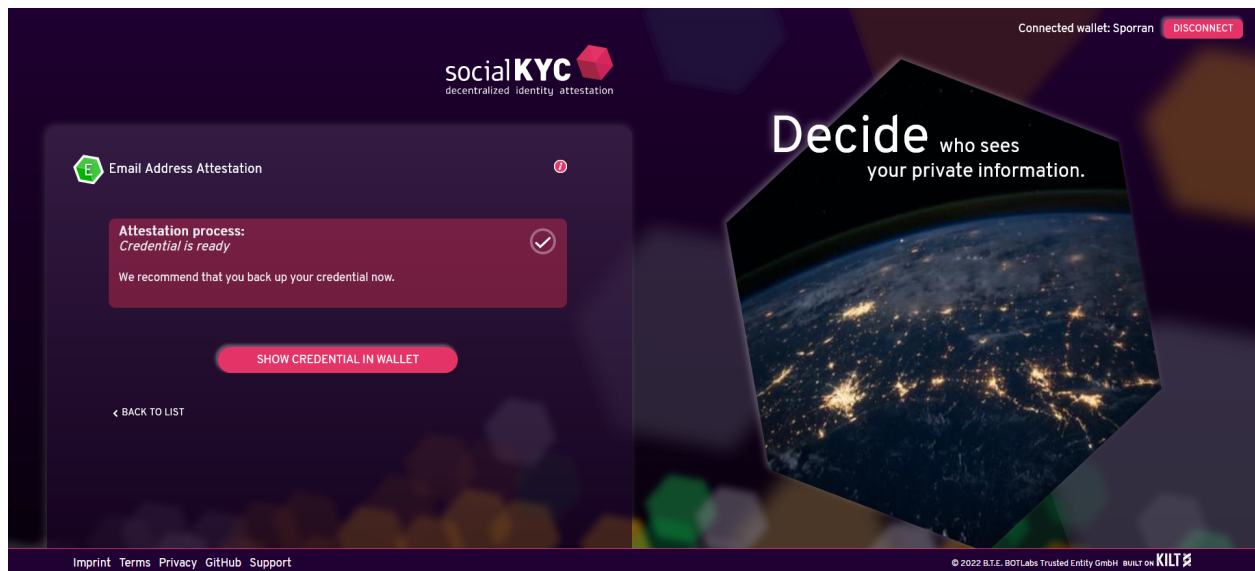 Connected wallet: Sporran DISCONNECT
socialKYC
decentralized identity attestation
Decide who sees
your private information.
E Email Address Attestation i
Attestation process:
Credential is ready
We recommend that you back up your credential now.
SHOW CREDENTIAL IN WALLET
< BACK TO LIST
Imprint Terms Privacy GitHub Support
© 2022 B.T.E. BOTLabs Trusted Entity GmbH BUILT ON KILT